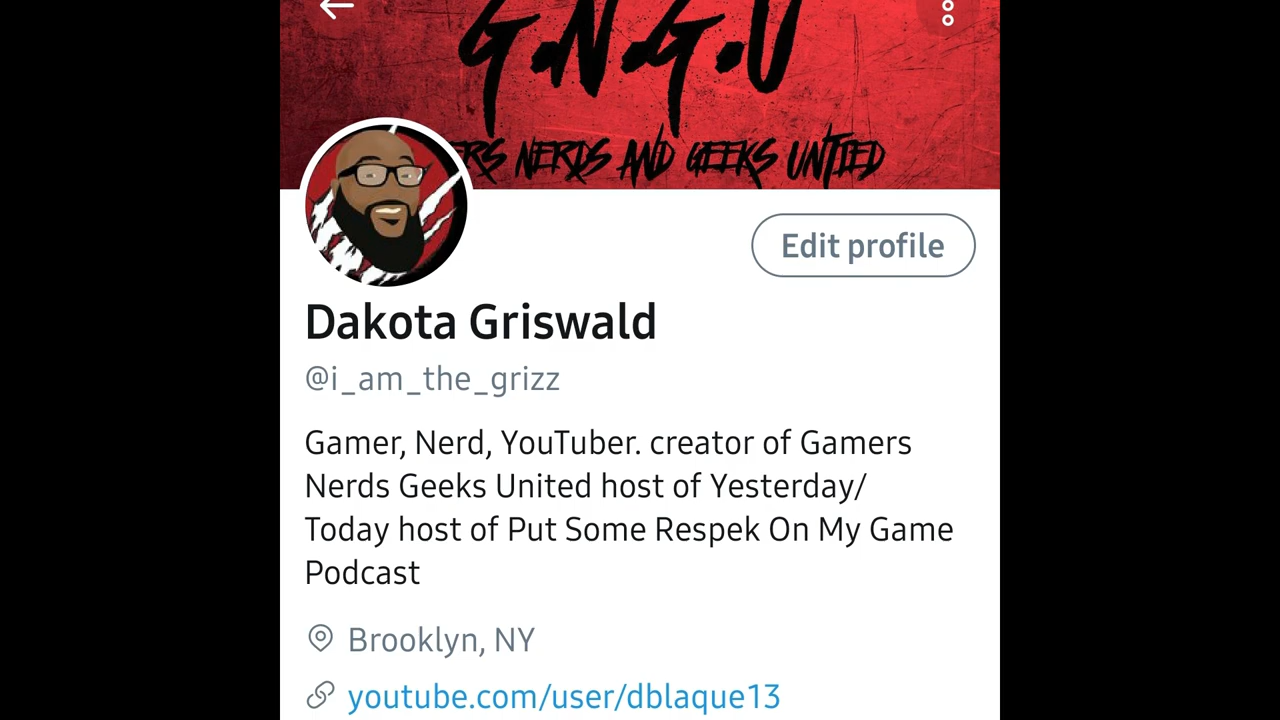 G.N.G.U
ERS NERDS AND GEEKS UNTIED
Edit profile
Dakota Griswald
@i_am_the_grizz
Gamer, Nerd, YouTuber. creator of Gamers
Nerds Geeks United host of Yesterday/
Today host of Put Some Respek On My Game
Podcast
Brooklyn, NY
youtube.com/user/dblaque13